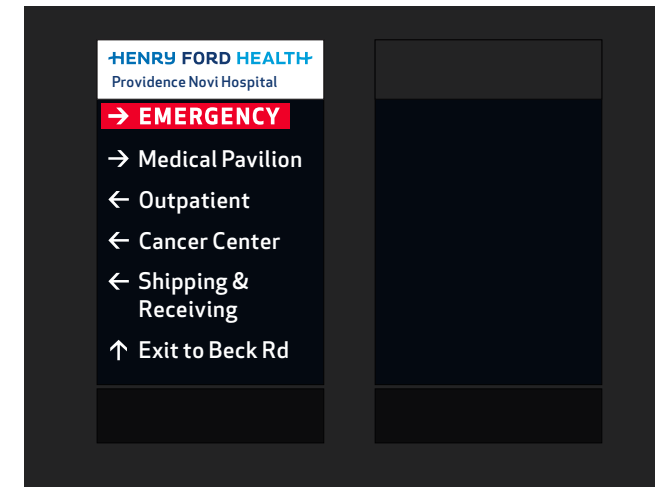 HENRY FORD HEALTH
Providence Novi Hospital
→ EMERGENCY
→ Medical Pavilion
← Outpatient
← Cancer Center
← Shipping &
Receiving
↑ Exit to Beck Rd